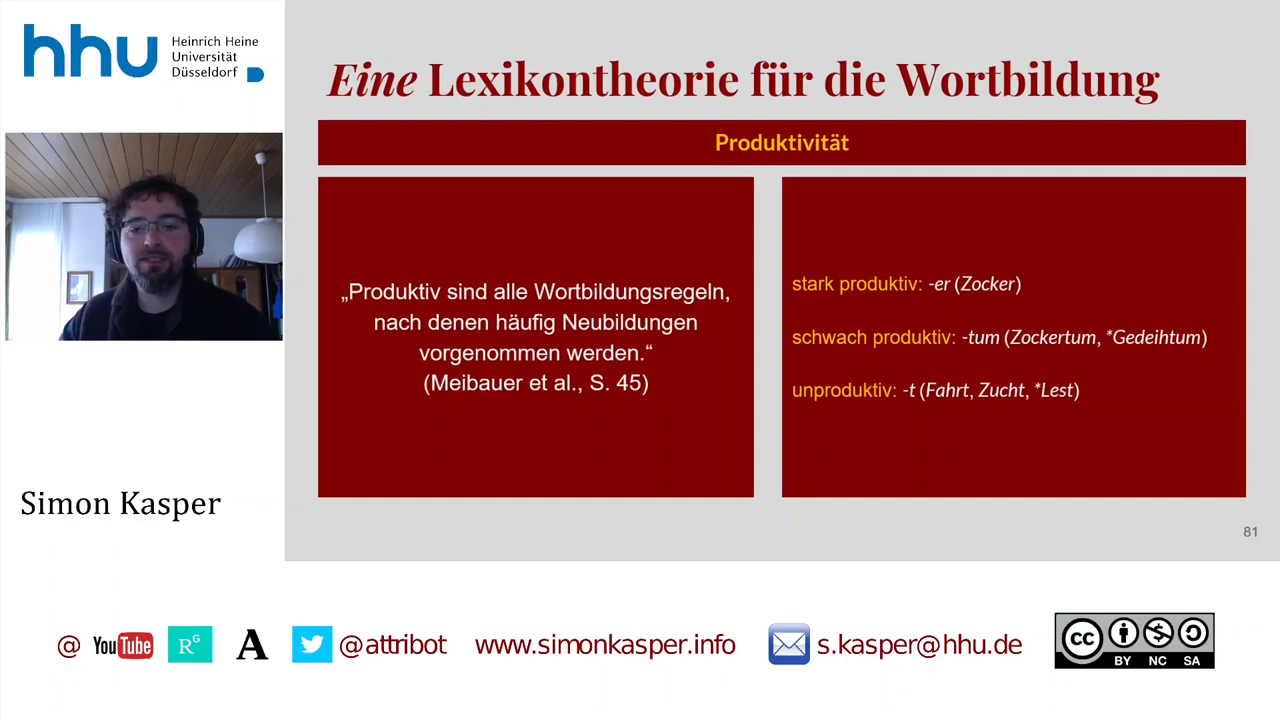 hhu
Heinrich Heine
Universität
Düsseldorf
Eine Lexikontheorie für die Wortbildung
Produktivität
„Produktiv sind alle Wortbildungsregeln,
nach denen häufig Neubildungen
vorgenommen werden.“
(Meibauer et al., S. 45)
stark produktiv: -er (Zocker)
schwach produktiv: -tum (Zockertum, *Gedeihtum)
unproduktiv: -t (Fahrt, Zucht, *Lest)
Simon Kasper
81
@ YouTube RG A @attribot www.simonkasper.info s.kasper@hhu.de
cc BY NC SA